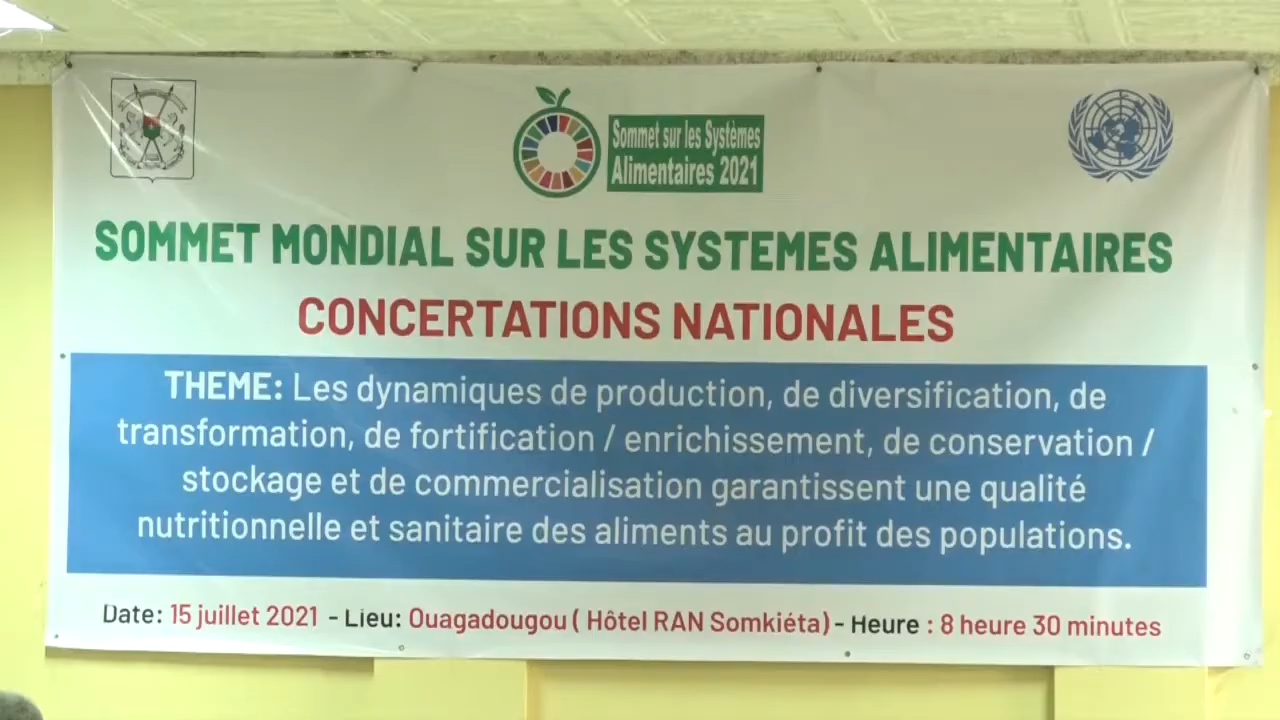 Sommet sur les Systèmes
Alimentaires 2021
SOMMET MONDIAL SUR LES SYSTEMES ALIMENTAIRES
CONCERTATIONS NATIONALES
THEME: Les dynamiques de production, de diversification, de
transformation, de fortification / enrichissement, de conservation /
stockage et de commercialisation garantissent une qualité
nutritionnelle et sanitaire des aliments au profit des populations.
Date: 15 juillet 2021 - Lieu: Ouagadougou ( Hôtel RAN Somkiéta) - Heure : 8 heure 30 minutes